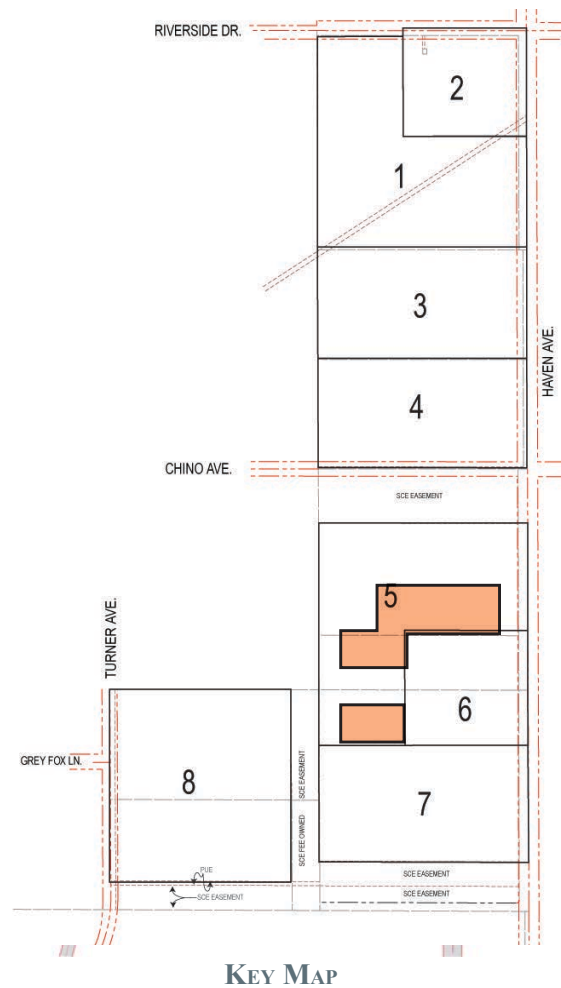 RIVERSIDE DR.
2
1
3
HAVEN AVE.
4
CHINO AVE.
SCE EASEMENT
5
TURNER AVE.
6
GREY FOX LN.
8
SCE EASEMENT
7
SCE FEE OWNED
PUE
SCE EASEMENT
SCE EASEMENT
SCE EASEMENT
KEY MAP